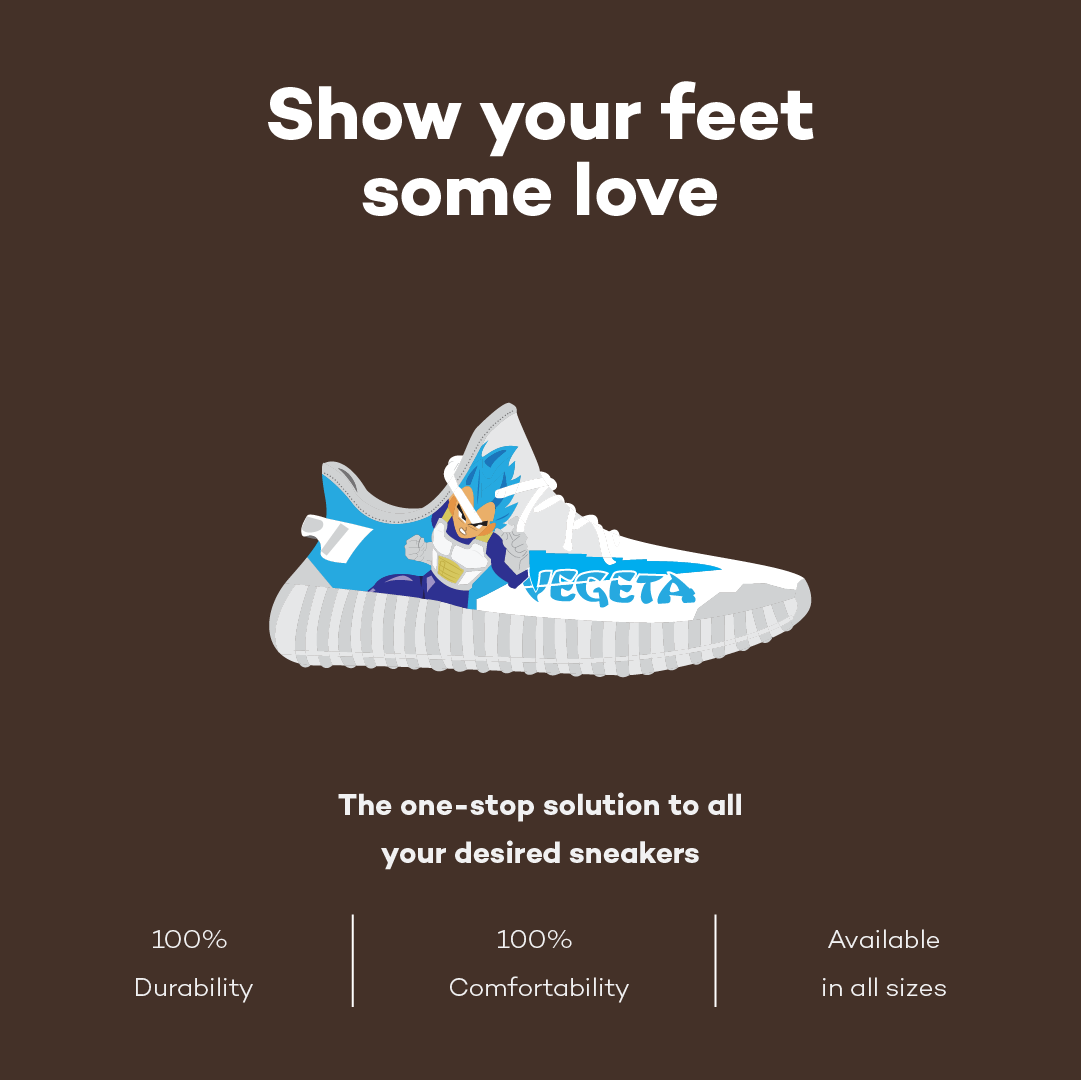 Show your feet
some love
VEGETA
The one-stop solution to all
your desired sneakers
100%
Durability
100%
Comfortability
Available
in all sizes